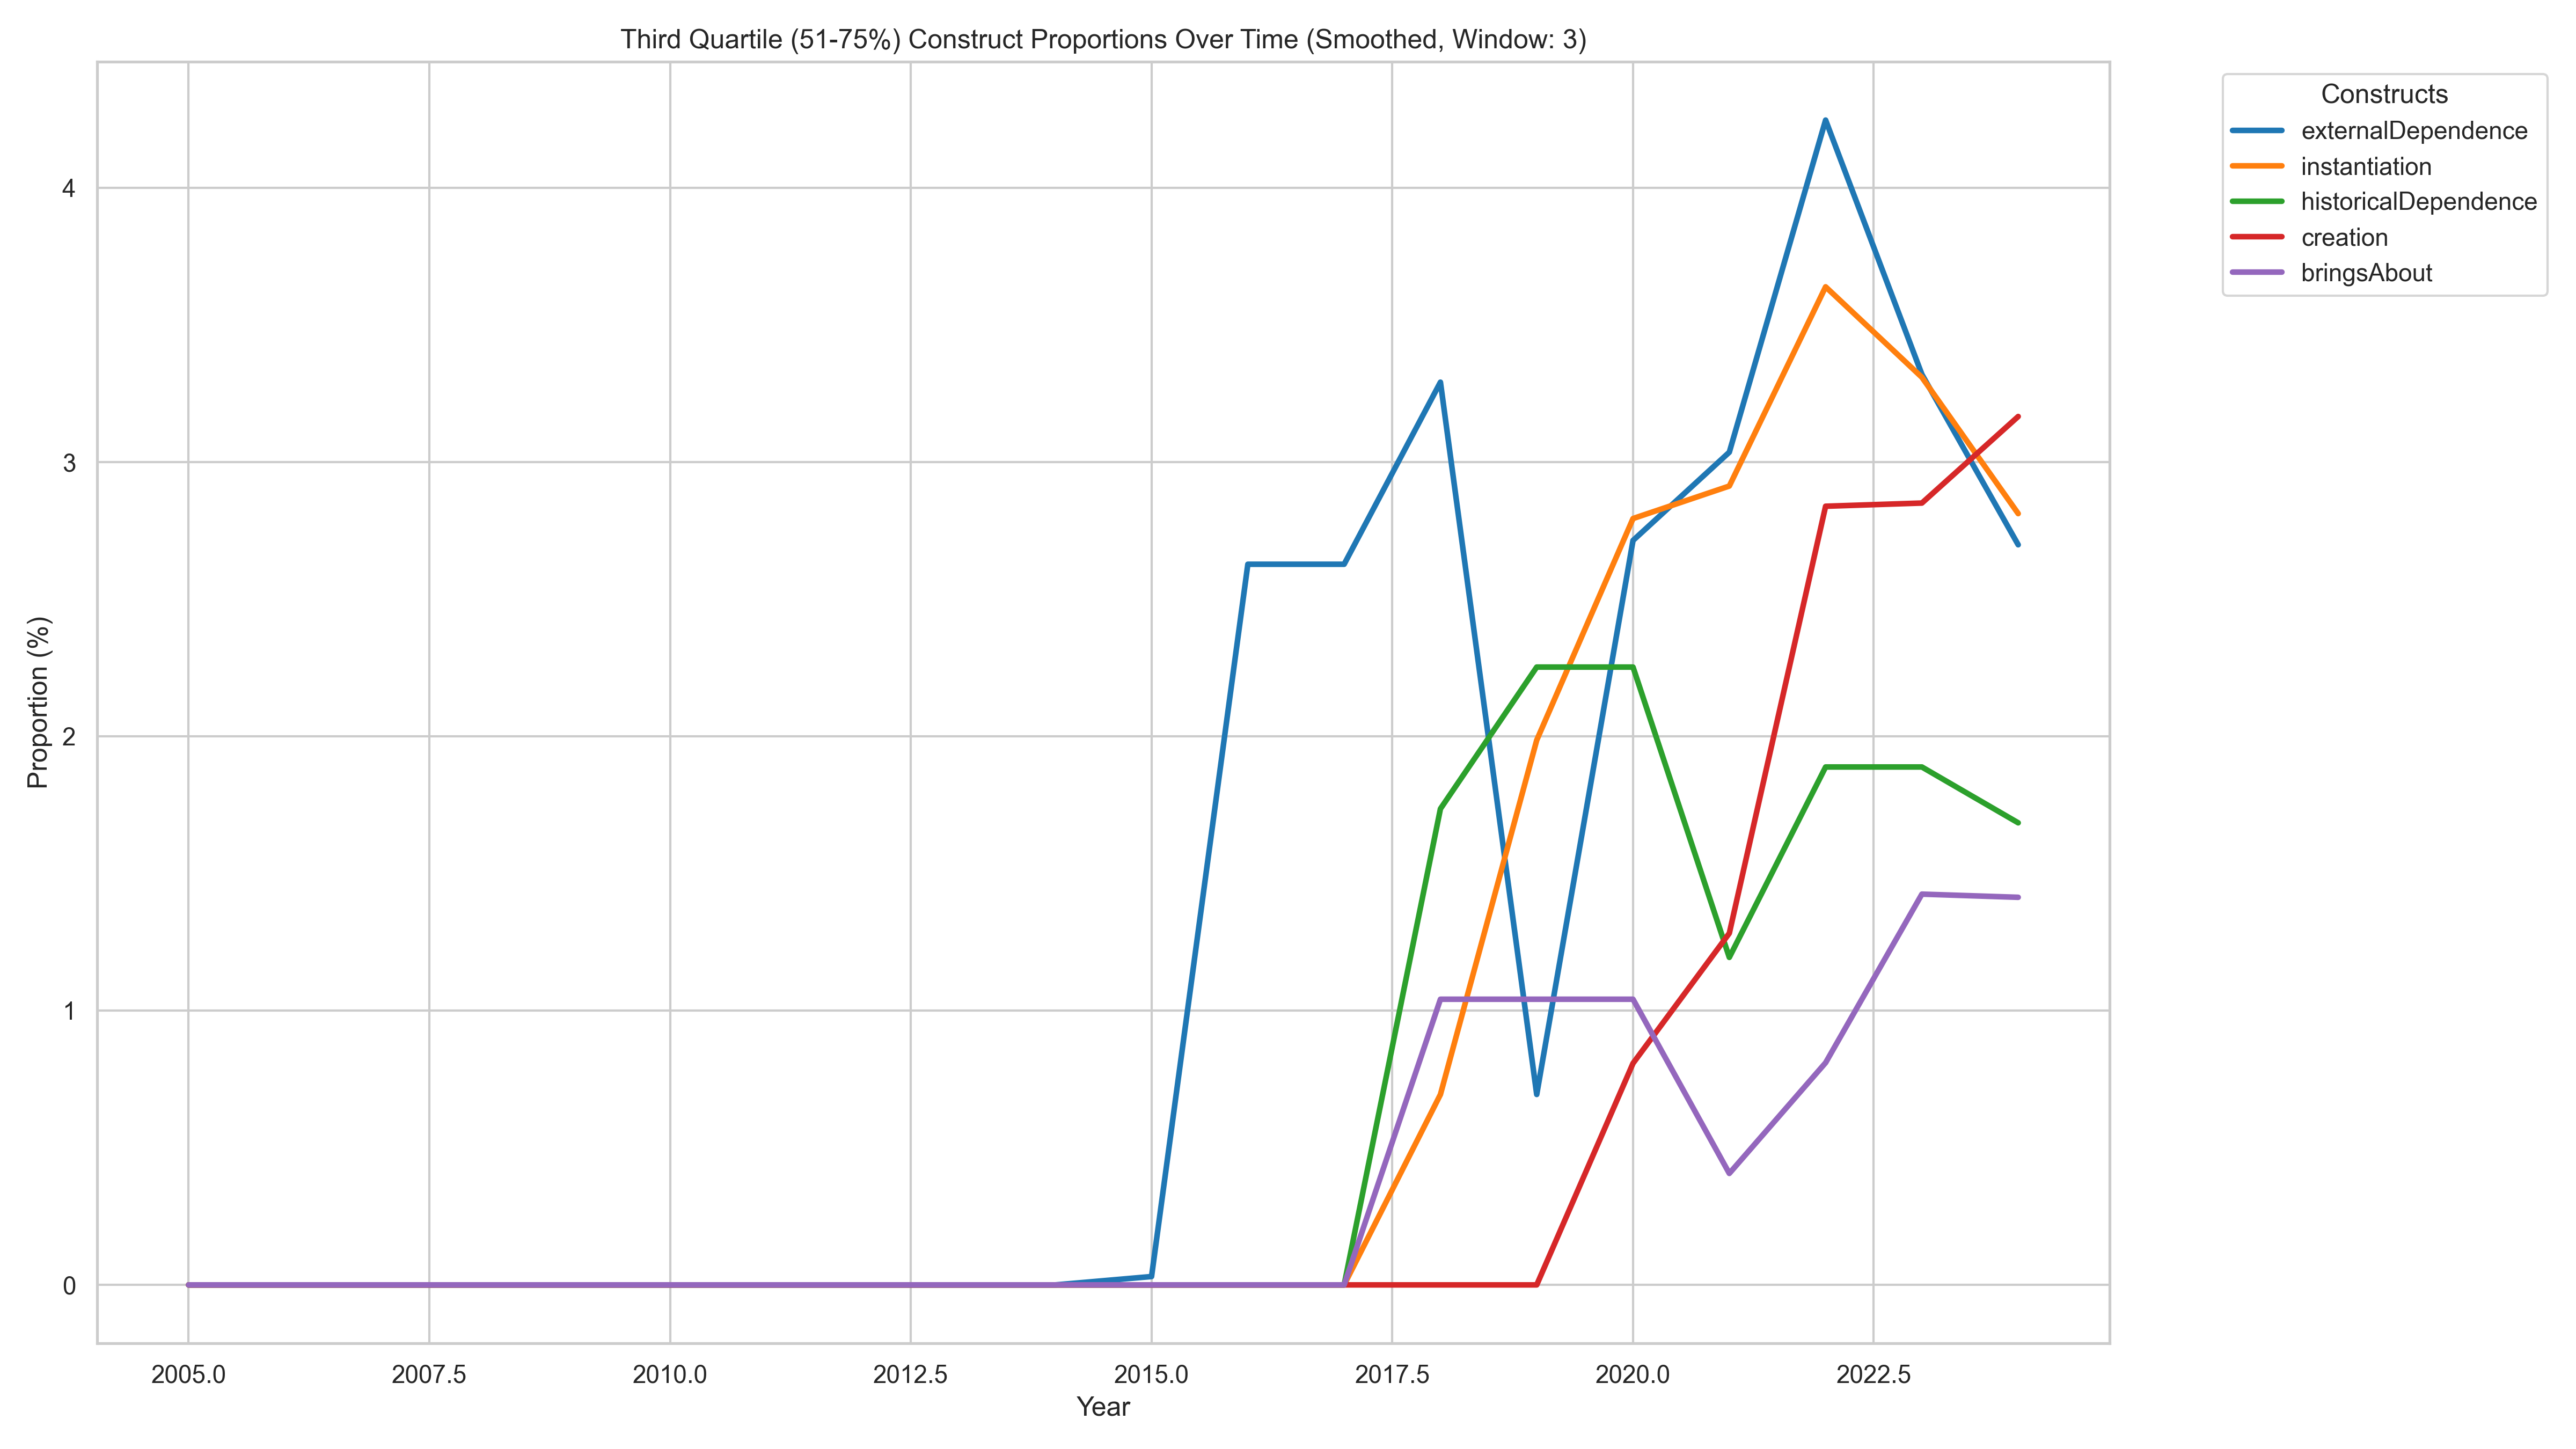 Third Quartile (51-75%) Construct Proportions Over Time (Smoothed, Window: 3)
Constructs
externalDependence
instantiation
historicalDependence
creation
bringsAbout
Proportion (%)
4
3
2
1
0
2005.0 2007.5 2010.0 2012.5 2015.0 2017.5 2020.0 2022.5
Year